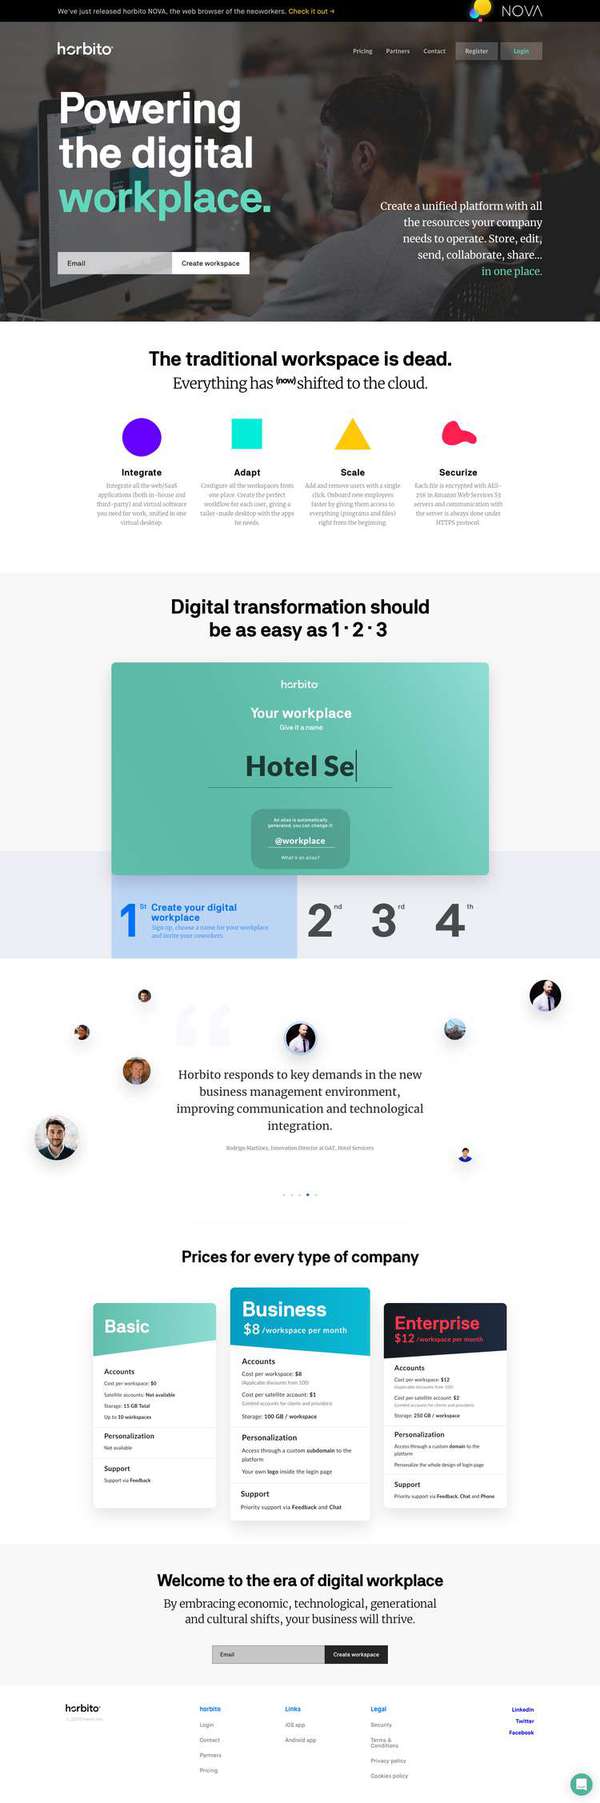 We've just released horbito NOVA, the web browser of the neoworkers. Check it out →
NOVA
horbito
Pricing
Partners
Contact
Register
Login
Powering
the digital
workplace.
Create a unified platform with all
the resources your company
needs to operate. Store, edit,
send, collaborate, share...
in one place.
Email
Create workspace
The traditional workspace is dead.
Everything has (now) shifted to the cloud.
Integrate
Integrate all the web/SaaS
applications (both in-house and
third-party) and virtual software
you need for work, unified in one
virtual desktop.
Adapt
Configure all the workspaces from
one place. Create the perfect
workflow for each user, giving a
tailor-made desktop with the apps
he needs.
Scale
Add and remove users with a single
click. Onboard new employees
faster by giving them access to
everything (programs and files)
right from the beginning.
Securize
Each file is encrypted with AES-
256 in Amazon Web Services S3
servers and communication with
the server is always done under
HTTPS protocol.
Digital transformation should
be as easy as 1 · 2 · 3
horbito
Your workplace
Give it a name
Hotel Se
An alias is automatically
generated, you can change it
@workplace
What is an alias?
1st
Create your digital
workplace
Sign up, choose a name for your workplace
and invite your coworkers.
2nd
3rd
4th
Horbito responds to key demands in the new
business management environment,
improving communication and technological
integration.
Rodrigo Martínez, Innovation Director at GAT, Hotel Services
Prices for every type of company
Basic
Accounts
Cost per workspace: $0
Satellite accounts: Not available
Storage: 15 GB Total
Up to 10 workspaces
Personalization
Not available
Support
Support via Feedback
Business
$8 /workspace per month
Accounts
Cost per workspace: $8
(Applicable discounts from 100)
Cost per satellite account: $1
(Limited accounts for clients and providers)
Storage: 100 GB / workspace
Personalization
Access through a custom subdomain to the
platform
Your own logo inside the login page
Support
Priority support via Feedback and Chat
Enterprise
$12 /workspace per month
Accounts
Cost per workspace: $12
(Applicable discounts from 100)
Cost per satellite account: $2
(Limited accounts for clients and providers)
Storage: 250 GB / workspace
Personalization
Access through a custom domain to the
platform
Personalize the whole design of login page
Support
Priority support via Feedback, Chat and Phone
Welcome to the era of digital workplace
By embracing economic, technological, generational
and cultural shifts, your business will thrive.
Email
Create workspace
horbito
horbito
Login
Contact
Partners
Pricing
Links
iOS app
Android app
Legal
Security
Terms &
Conditions
Privacy policy
Cookies policy
LinkedIn
Twitter
Facebook